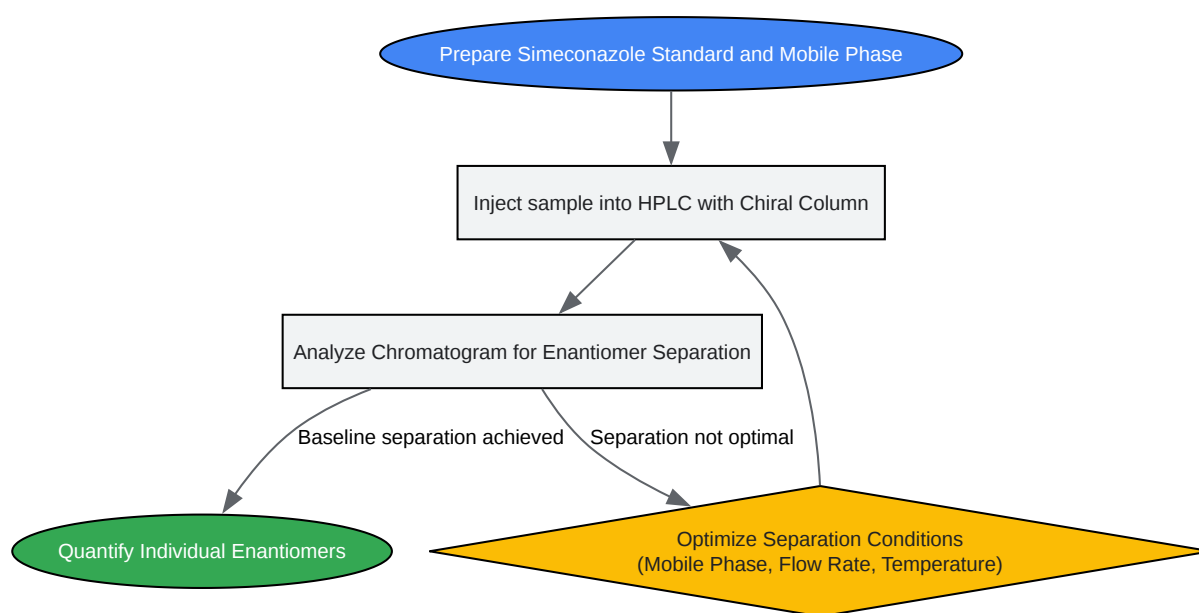 Prepare Simeconazole Standard and Mobile Phase
Inject sample into HPLC with Chiral Column
Analyze Chromatogram for Enantiomer Separation
Baseline separation achieved
Separation not optimal
Quantify Individual Enantiomers
Optimize Separation Conditions
(Mobile Phase, Flow Rate, Temperature)